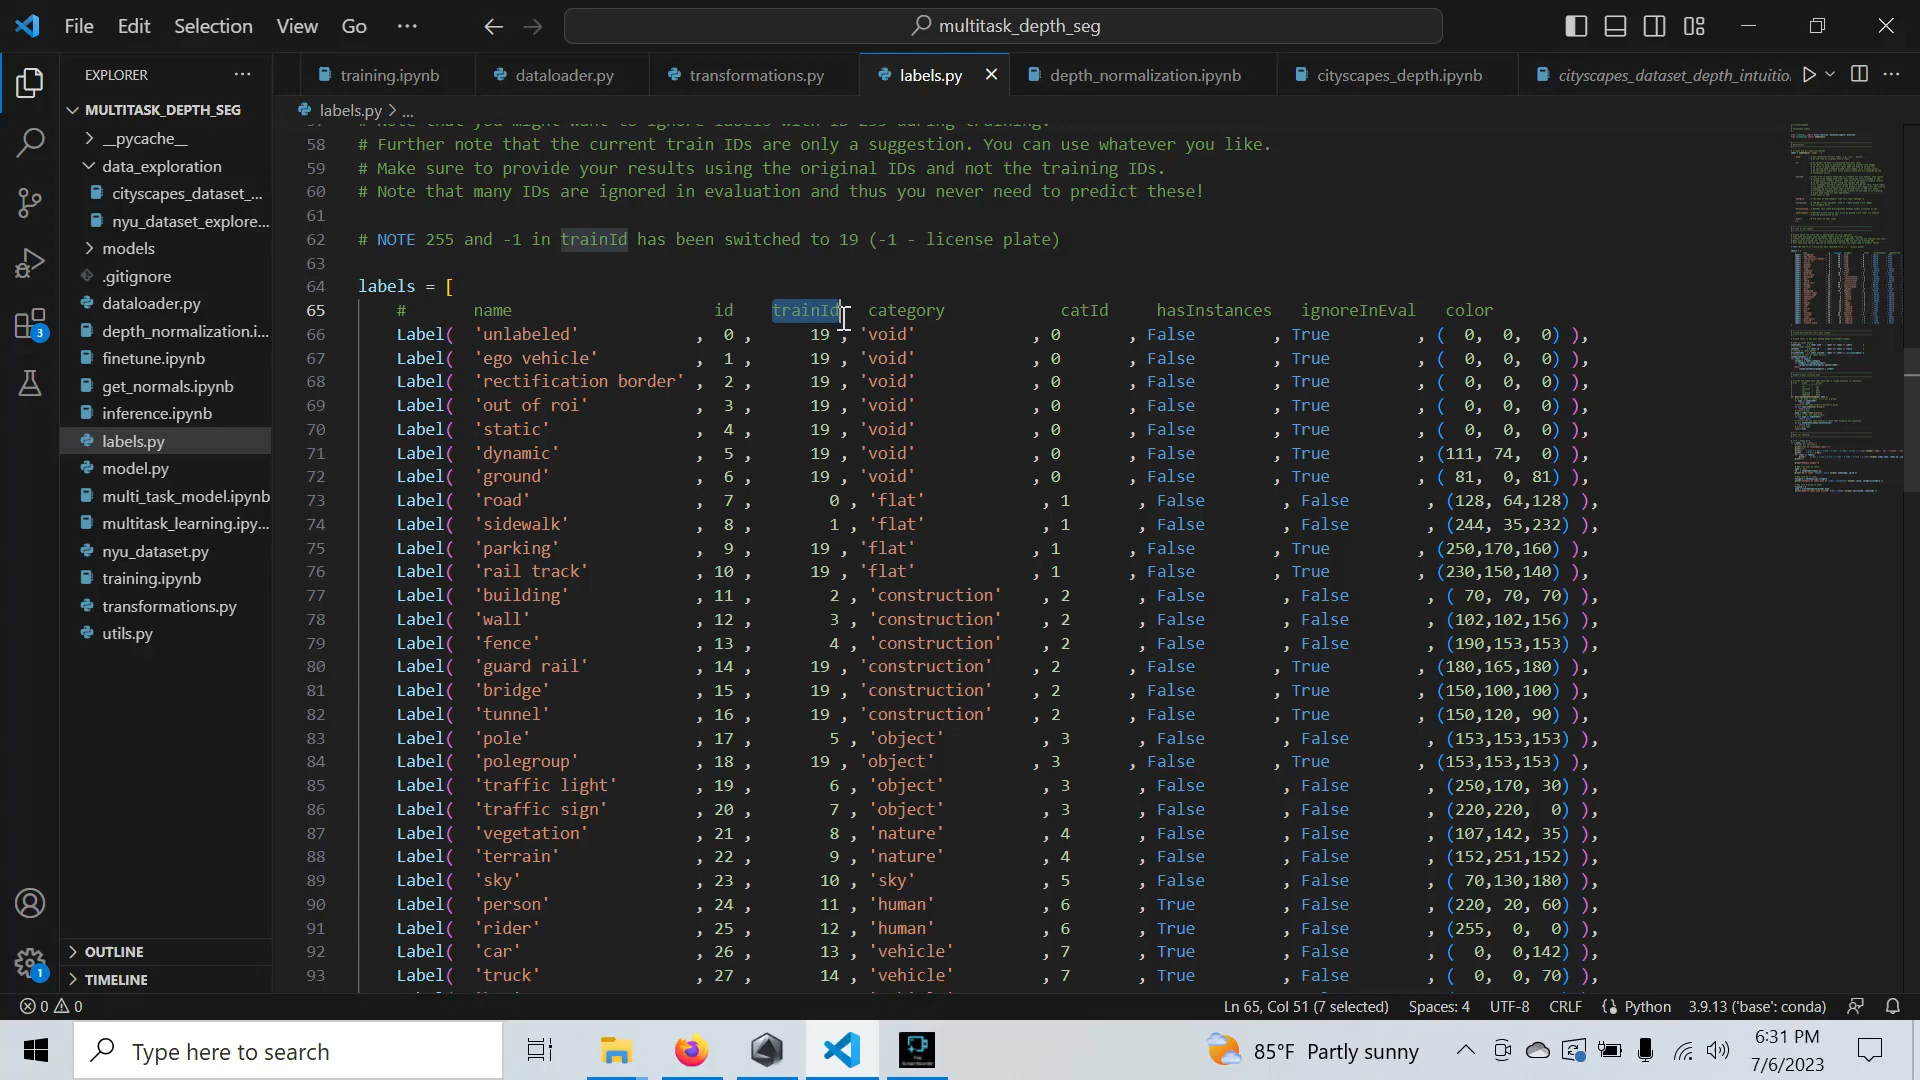 File Edit Selection View Go ...
multitask_depth_seg
EXPLORER
training.ipynb dataloader.py transformations.py labels.py depth_normalization.ipynb cityscapes_depth.ipynb cityscapes_dataset_depth_intuitio
MULTITASK_DEPTH_SEG
__pycache__
data_exploration
cityscapes_dataset_...
nyu_dataset_explore...
models
.gitignore
dataloader.py
depth_normalization.i...
finetune.ipynb
get_normals.ipynb
inference.ipynb
labels.py
model.py
multi_task_model.ipynb
multitask_learning.ipy...
nyu_dataset.py
training.ipynb
transformations.py
utils.py
OUTLINE
TIMELINE
3
1
labels.py > ...
58 # Further note that the current train IDs are only a suggestion. You can use whatever you like.
59 # Make sure to provide your results using the original IDs and not the training IDs.
60 # Note that many IDs are ignored in evaluation and thus you never need to predict these!
61
62 # NOTE 255 and -1 in trainId has been switched to 19 (-1 - license plate)
63
64 labels = [
65 # name id trainId category catId hasInstances ignoreInEval color
66 Label( 'unlabeled' , 0 , 19 , 'void' , 0 , False , True , ( 0, 0, 0) ),
67 Label( 'ego vehicle' , 1 , 19 , 'void' , 0 , False , True , ( 0, 0, 0) ),
68 Label( 'rectification border' , 2 , 19 , 'void' , 0 , False , True , ( 0, 0, 0) ),
69 Label( 'out of roi' , 3 , 19 , 'void' , 0 , False , True , ( 0, 0, 0) ),
70 Label( 'static' , 4 , 19 , 'void' , 0 , False , True , ( 0, 0, 0) ),
71 Label( 'dynamic' , 5 , 19 , 'void' , 0 , False , True , (111, 74, 0) ),
72 Label( 'ground' , 6 , 19 , 'void' , 0 , False , True , ( 81, 0, 81) ),
73 Label( 'road' , 7 , 0 , 'flat' , 1 , False , False , (128, 64,128) ),
74 Label( 'sidewalk' , 8 , 1 , 'flat' , 1 , False , False , (244, 35,232) ),
75 Label( 'parking' , 9 , 19 , 'flat' , 1 , False , True , (250,170,160) ),
76 Label( 'rail track' , 10 , 19 , 'flat' , 1 , False , True , (230,150,140) ),
77 Label( 'building' , 11 , 2 , 'construction' , 2 , False , False , ( 70, 70, 70) ),
78 Label( 'wall' , 12 , 3 , 'construction' , 2 , False , False , (102,102,156) ),
79 Label( 'fence' , 13 , 4 , 'construction' , 2 , False , False , (190,153,153) ),
80 Label( 'guard rail' , 14 , 19 , 'construction' , 2 , False , True , (180,165,180) ),
81 Label( 'bridge' , 15 , 19 , 'construction' , 2 , False , True , (150,100,100) ),
82 Label( 'tunnel' , 16 , 19 , 'construction' , 2 , False , True , (150,120, 90) ),
83 Label( 'pole' , 17 , 5 , 'object' , 3 , False , False , (153,153,153) ),
84 Label( 'polegroup' , 18 , 19 , 'object' , 3 , False , True , (153,153,153) ),
85 Label( 'traffic light' , 19 , 6 , 'object' , 3 , False , False , (250,170, 30) ),
86 Label( 'traffic sign' , 20 , 7 , 'object' , 3 , False , False , (220,220, 0) ),
87 Label( 'vegetation' , 21 , 8 , 'nature' , 4 , False , False , (107,142, 35) ),
88 Label( 'terrain' , 22 , 9 , 'nature' , 4 , False , False , (152,251,152) ),
89 Label( 'sky' , 23 , 10 , 'sky' , 5 , False , False , ( 70,130,180) ),
90 Label( 'person' , 24 , 11 , 'human' , 6 , True , False , (220, 20, 60) ),
91 Label( 'rider' , 25 , 12 , 'human' , 6 , True , False , (255, 0, 0) ),
92 Label( 'car' , 26 , 13 , 'vehicle' , 7 , True , False , ( 0, 0,142) ),
93 Label( 'truck' , 27 , 14 , 'vehicle' , 7 , True , False , ( 0, 0, 70) ),
0 0 Ln 65, Col 51 (7 selected) Spaces: 4 UTF-8 CRLF Python 3.9.13 ('base': conda)
Type here to search
85°F Partly sunny
6:31 PM
7/6/2023